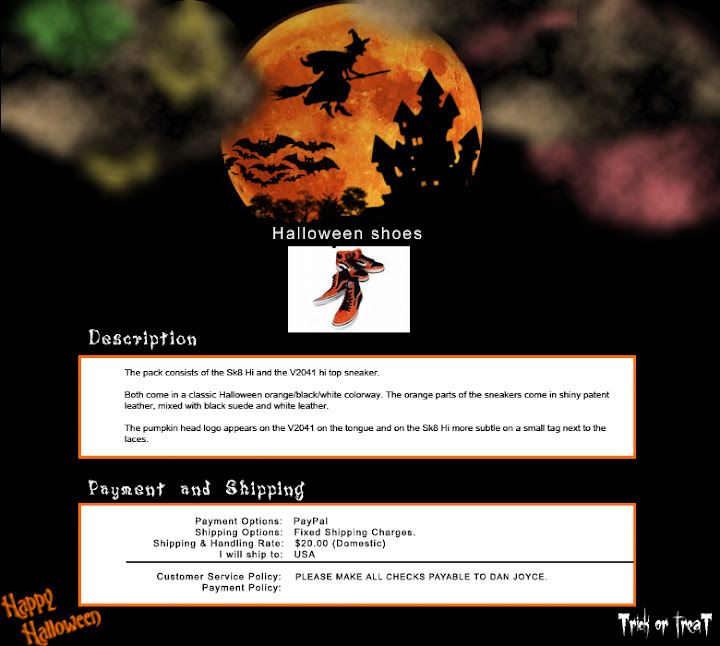 Halloween shoes
Description
The pack consists of the Sk8 Hi and the V2041 hi top sneaker.
Both come in a classic Halloween orange/black/white colorway. The orange parts of the sneakers come in shiny patent
leather, mixed with black suede and white leather.
The pumpkin head logo appears on the V2041 on the tongue and on the Sk8 Hi more subtle on a small tag next to the
laces.
Payment and Shipping
Payment Options: PayPal
Shipping Options: Fixed Shipping Charges.
Shipping & Handling Rate: $20.00 (Domestic)
I will ship to: USA
Customer Service Policy: PLEASE MAKE ALL CHECKS PAYABLE TO DAN JOYCE.
Payment Policy:
Happy
Halloween
Trick or treaT